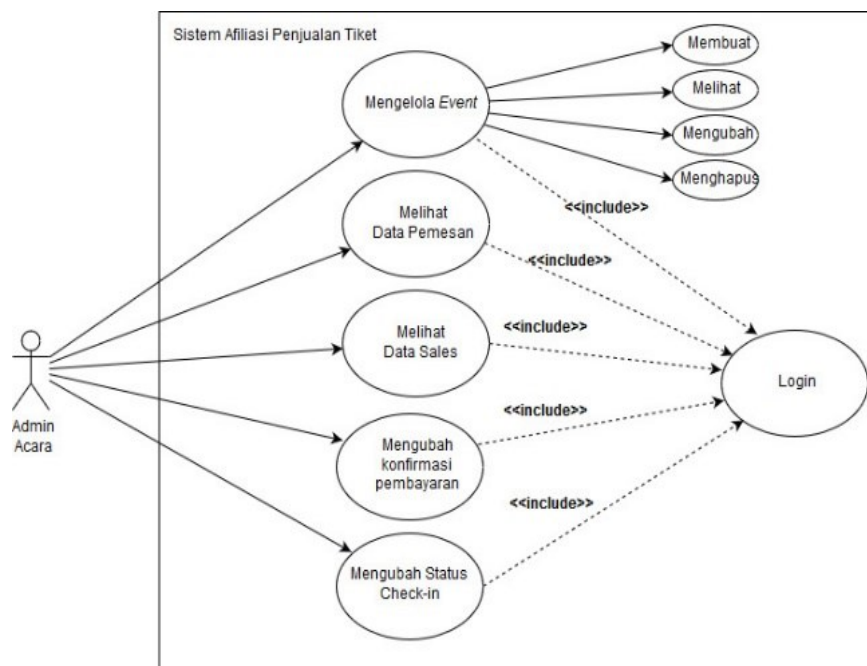 Sistem Afiliasi Penjualan Tiket
Membuat
Melihat
Mengelola Event
Mengubah
Menghapus
<<include>>
Melihat
Data Pemesan
<<include>>
Melihat
Data Sales
<<include>>
Login
Admin
Acara
<<include>>
Mengubah
konfirmasi
pembayaran
<<include>>
Mengubah Status
Check-in